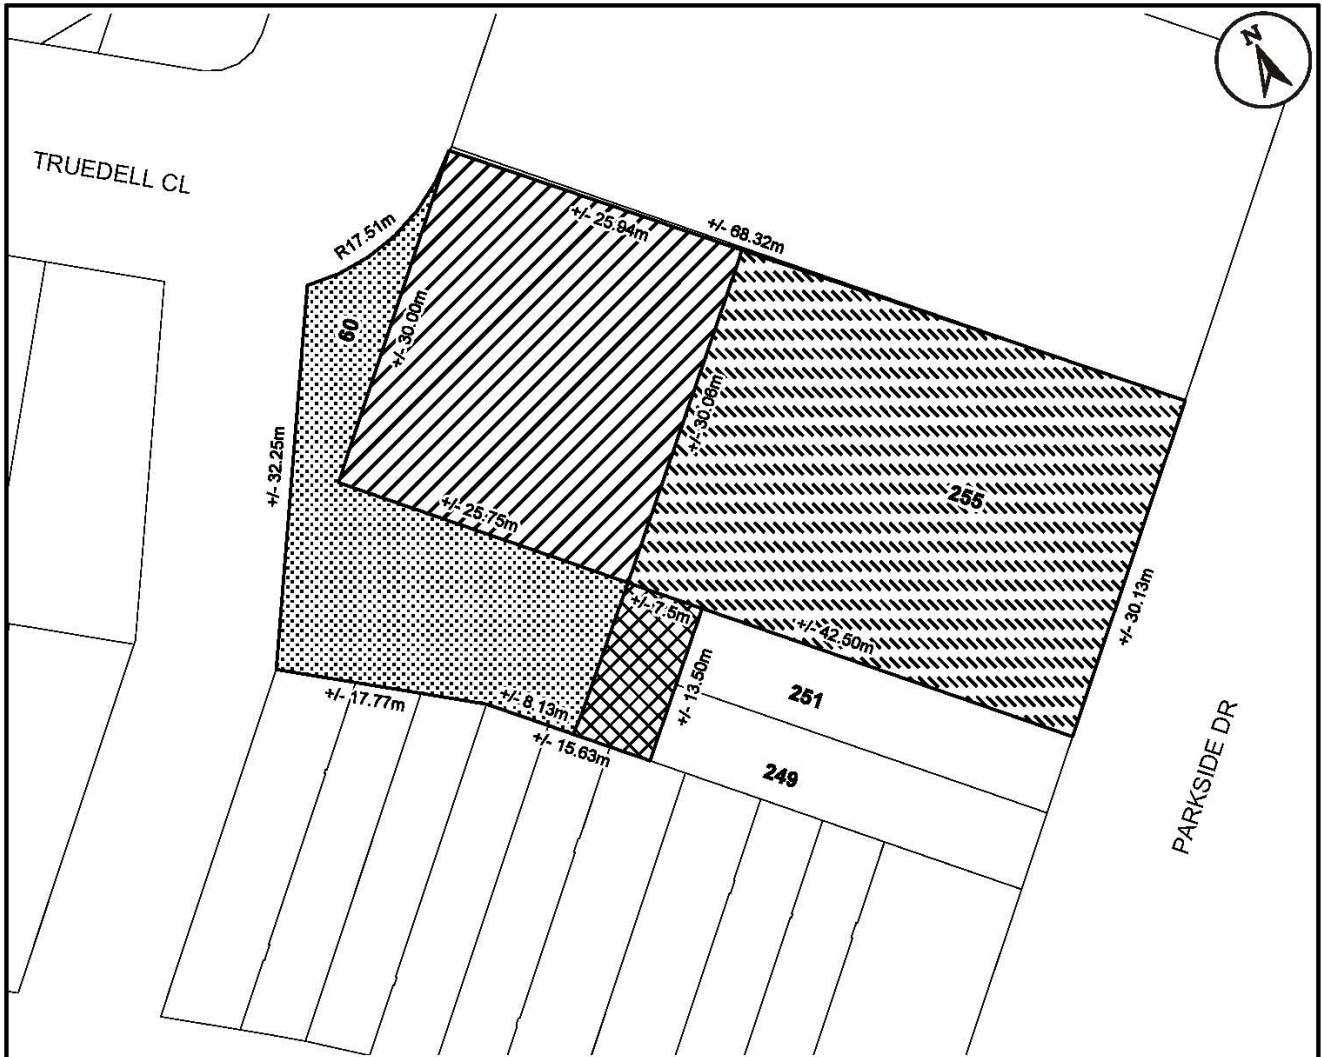 N
TRUEDELL CL
R17.51m
+/- 25.94m
+/- 68.32m
60
+/- 30.00m
+/- 30.06m
+/- 32.25m
+/- 25.75m
255
+/- 7.5m
+/- 42.50m
+/- 30.13m
+/- 13.50m
251
+/- 17.77m
+/- 8.13m
+/- 15.63m
249
PARKSIDE DR